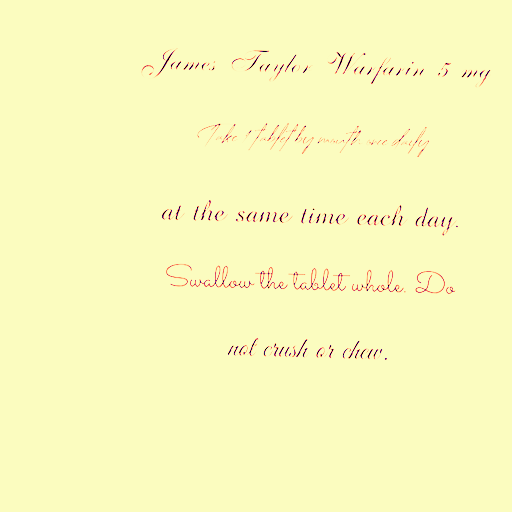 James Taylor Warfarin 5 mg
Take 1 tablet by mouth once daily
at the same time each day.
Swallow the tablet whole. Do
not crush or chew.